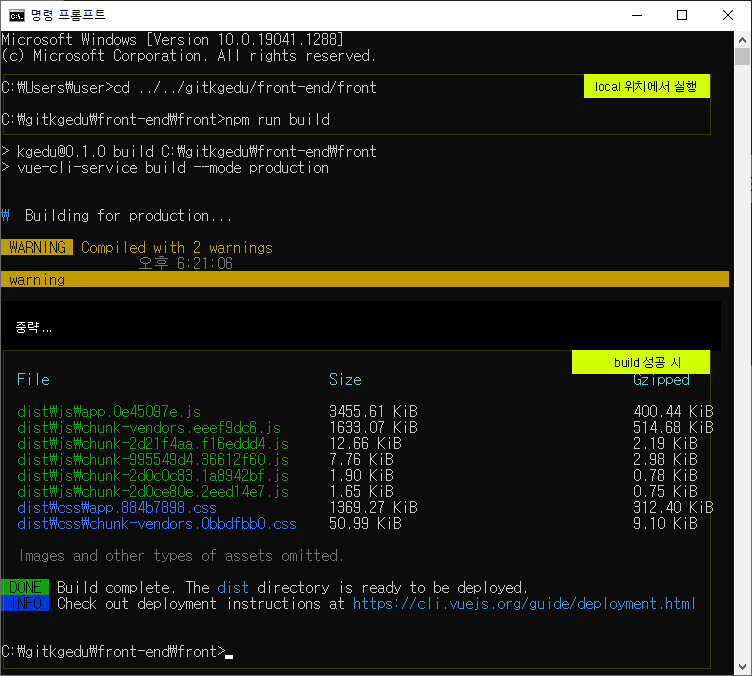 명령 프롬프트
Microsoft Windows [Version 10.0.19041.1288]
(c) Microsoft Corporation. All rights reserved.
C:₩Users₩user>cd ../../gitkgedu/front-end/front
local 위치에서 실행
C:₩gitkgedu₩front-end₩front>npm run build
> kgedu@0.1.0 build C:₩gitkgedu₩front-end₩front
> vue-cli-service build --mode production
₩  Building for production...
WARNING  Compiled with 2 warnings
오후 6:21:06
warning
중략 ...
build 성공 시
File Size Gzipped
dist₩js₩app.0e45097e.js 3455.61 KiB 400.44 KiB
dist₩js₩chunk-vendors.eeef9dc6.js 1633.07 KiB 514.68 KiB
dist₩js₩chunk-2d21f4aa.f16eddd4.js 12.66 KiB 2.19 KiB
dist₩js₩chunk-995549d4.36612f60.js 7.76 KiB 2.98 KiB
dist₩js₩chunk-2d0c0c83.1a8942bf.js 1.90 KiB 0.78 KiB
dist₩js₩chunk-2d0ce80e.2eed14e7.js 1.65 KiB 0.75 KiB
dist₩css₩app.884b7898.css 1369.27 KiB 312.40 KiB
dist₩css₩chunk-vendors.0bbdfbb0.css 50.99 KiB 9.10 KiB
Images and other types of assets omitted.
DONE  Build complete. The dist directory is ready to be deployed.
INFO  Check out deployment instructions at https://cli.vuejs.org/guide/deployment.html
C:₩gitkgedu₩front-end₩front>